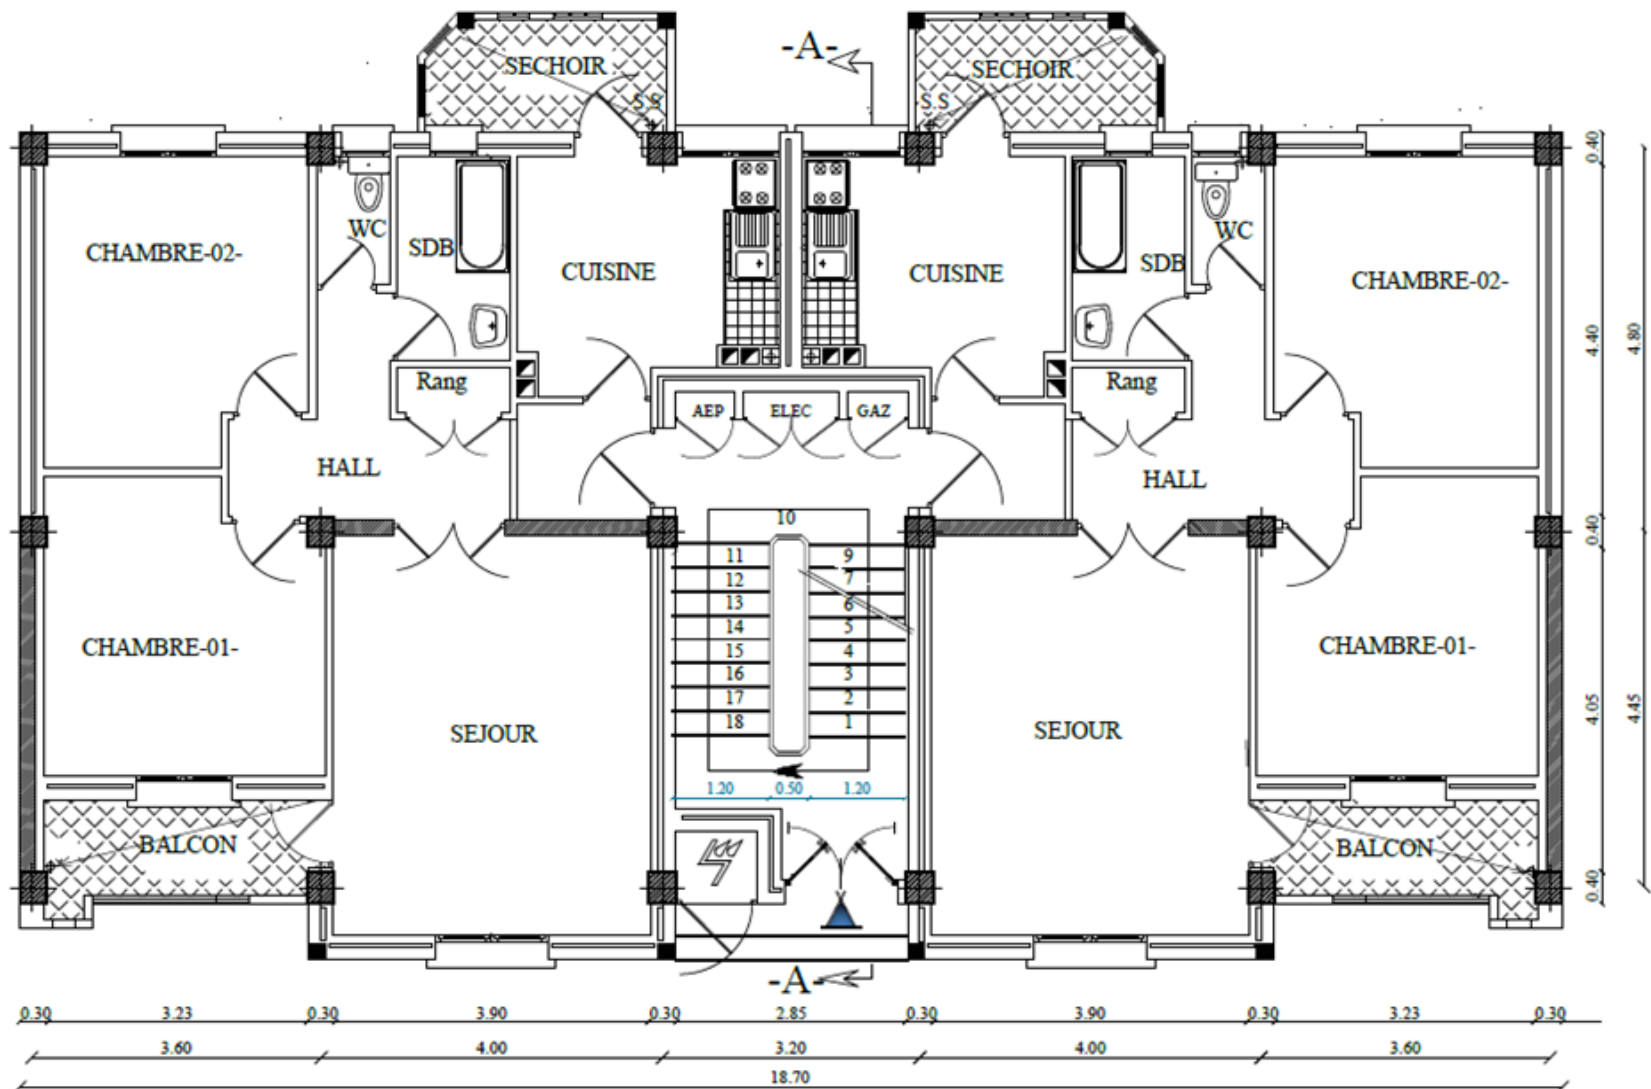 -A-
SECHOIR
SECHOIR
S.S
S.S
WC
WC
SDB
SDB
CHAMBRE-02-
CUISINE
CUISINE
CHAMBRE-02-
Rang
Rang
AEP
ELEC
GAZ
HALL
HALL
10
11
9
12
7
13
6
14
5
15
4
16
3
17
2
18
1
CHAMBRE-01-
CHAMBRE-01-
SEJOUR
SEJOUR
1.20
0.50
1.20
BALCON
BALCON
-A-
0.40
4.40
0.40
4.05
0.40
4.80
4.45
0.30
3.23
0.30
3.90
0.30
2.85
0.30
3.90
0.30
3.23
0.30
3.60
4.00
3.20
4.00
3.60
18.70